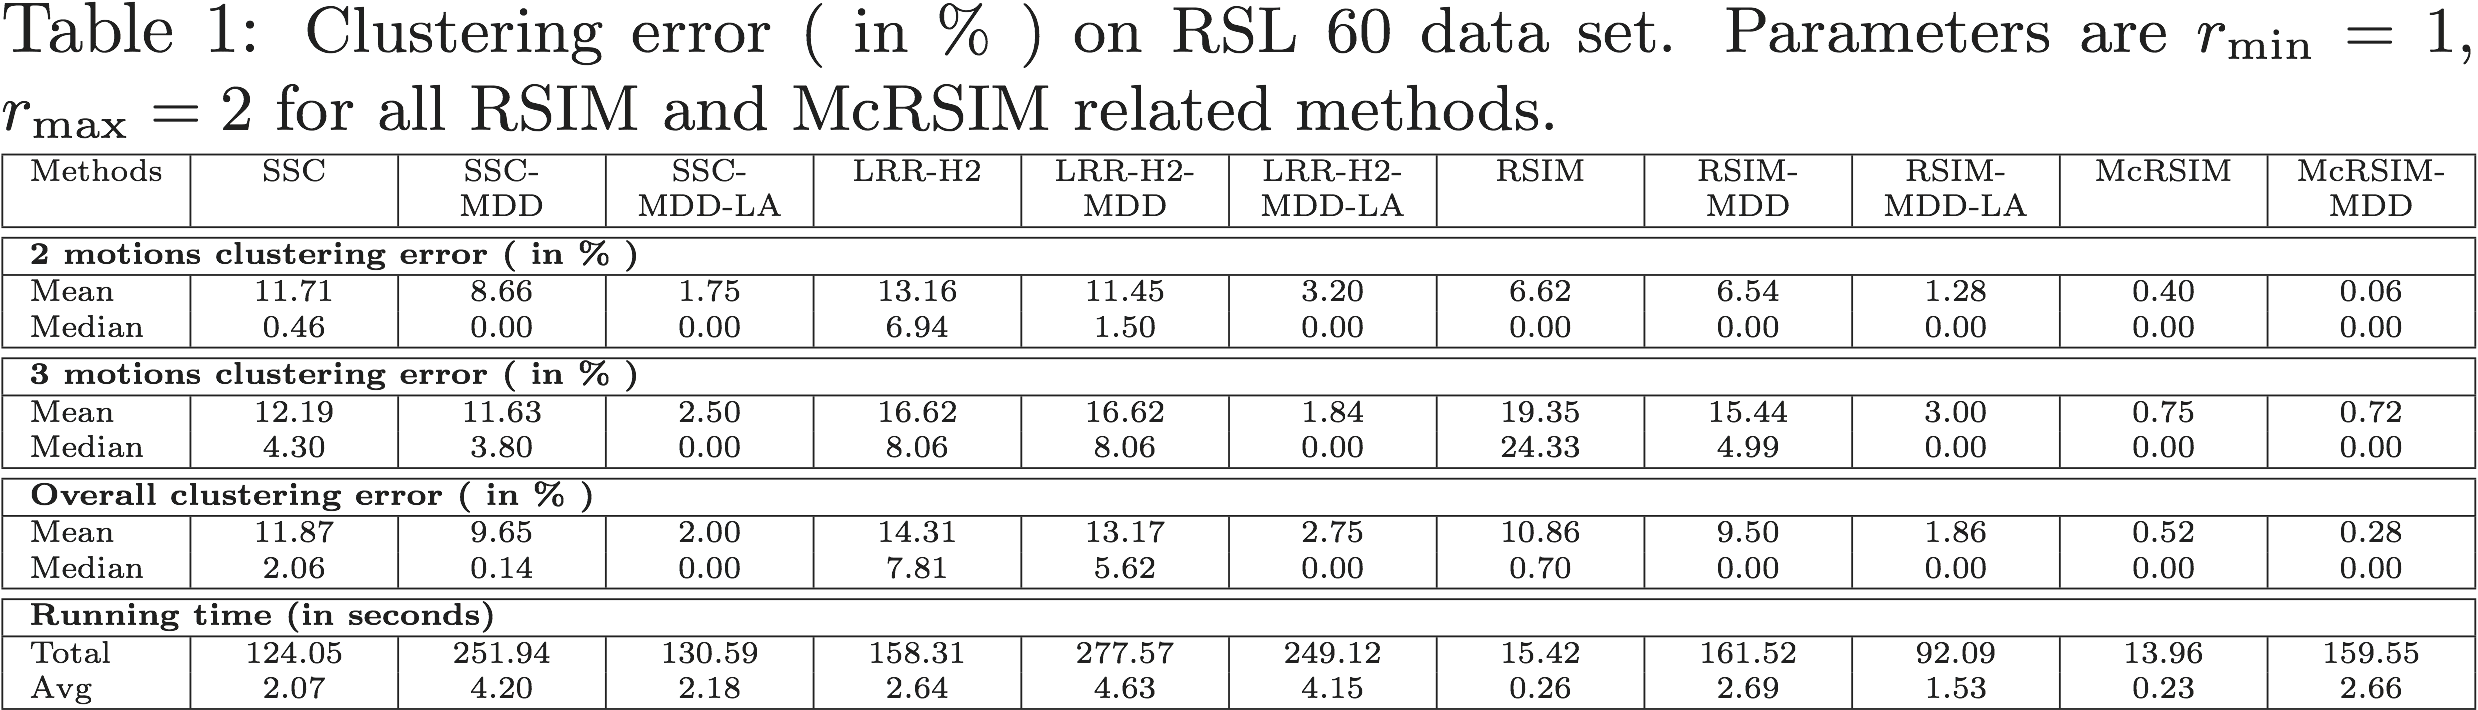 Table 1: Clustering error ( in % ) on RSL 60 data set. Parameters are r_min = 1,
r_max = 2 for all RSIM and McRSIM related methods.
Methods SSC SSC- SSC- LRR-H2 LRR-H2- LRR-H2- RSIM RSIM- RSIM- McRSIM McRSIM-
MDD MDD-LA MDD MDD-LA MDD MDD-LA MDD
2 motions clustering error ( in % )
Mean 11.71 8.66 1.75 13.16 11.45 3.20 6.62 6.54 1.28 0.40 0.06
Median 0.46 0.00 0.00 6.94 1.50 0.00 0.00 0.00 0.00 0.00 0.00
3 motions clustering error ( in % )
Mean 12.19 11.63 2.50 16.62 16.62 1.84 19.35 15.44 3.00 0.75 0.72
Median 4.30 3.80 0.00 8.06 8.06 0.00 24.33 4.99 0.00 0.00 0.00
Overall clustering error ( in % )
Mean 11.87 9.65 2.00 14.31 13.17 2.75 10.86 9.50 1.86 0.52 0.28
Median 2.06 0.14 0.00 7.81 5.62 0.00 0.70 0.00 0.00 0.00 0.00
Running time (in seconds)
Total 124.05 251.94 130.59 158.31 277.57 249.12 15.42 161.52 92.09 13.96 159.55
Avg 2.07 4.20 2.18 2.64 4.63 4.15 0.26 2.69 1.53 0.23 2.66